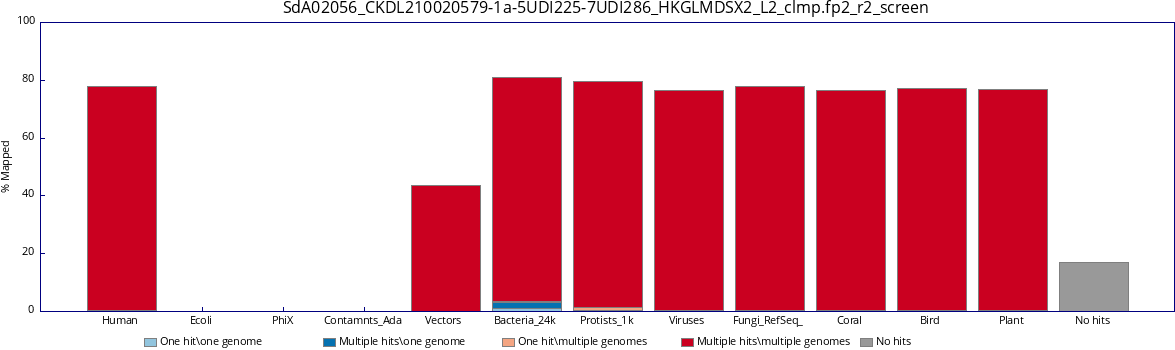 SdA02056_CKDL210020579-1a-5UDI225-7UDI286_HKGLMDSX2_L2_clmp.fp2_r2_screen
100
80
60
40
20
0
% Mapped
Human Ecoli PhiX Contamnts_Ada Vectors Bacteria_24k Protists_1k Viruses Fungi_RefSeq_ Coral Bird Plant No hits
One hit\one genome Multiple hits\one genome One hit\multiple genomes Multiple hits\multiple genomes No hits